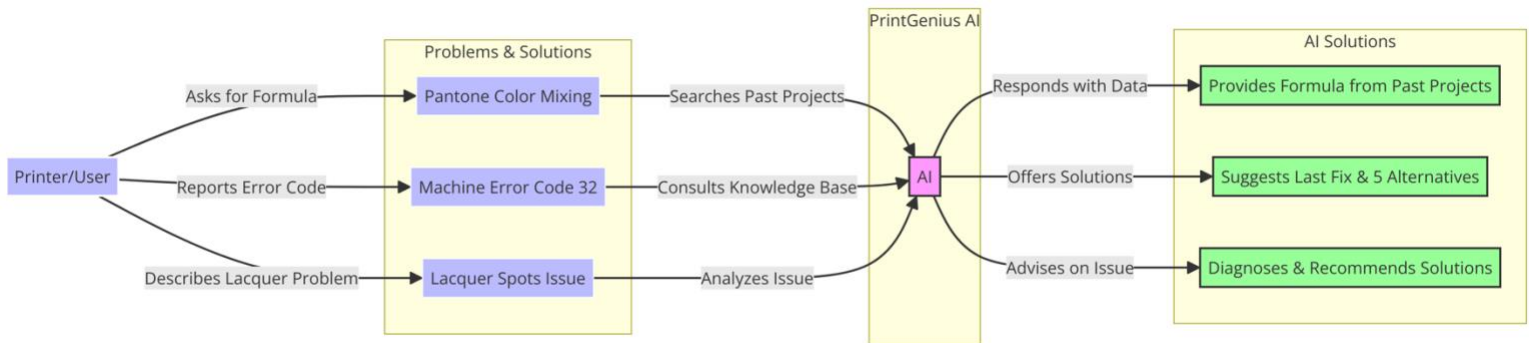 PrintGenius AI
Problems & Solutions
AI Solutions
Asks for Formula
Pantone Color Mixing
Searches Past Projects
Responds with Data
Provides Formula from Past Projects
Printer/User
Reports Error Code
Machine Error Code 32
Consults Knowledge Base
AI
Offers Solutions
Suggests Last Fix & 5 Alternatives
Describes Lacquer Problem
Lacquer Spots Issue
Analyzes Issue
Advises on Issue
Diagnoses & Recommends Solutions